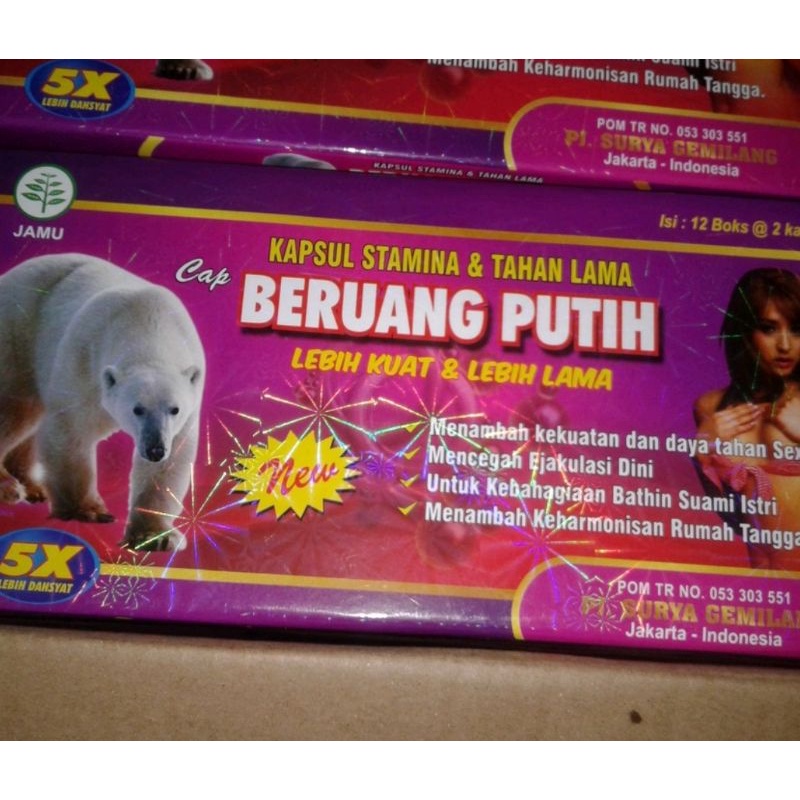 Menambah Keharmonisan Rumah Tangga.
Suami Istri
5X
LEBIH DAHSYAT
POM TR NO. 053 303 551
PJ. SURYA GEMILANG
Jakarta - Indonesia
KAPSUL STAMINA & TAHAN LAMA
JAMU
Isi : 12 Boks @ 2
KAPSUL STAMINA & TAHAN LAMA
Cap
BERUANG PUTIH
LEBIH KUAT & LEBIH LAMA
New
Menambah kekuatan dan daya tahan Sex
Mencegah Ejakulasi Dini
Untuk Kebahagiaan Bathin Suami Istri
Menambah Keharmonisan Rumah Tangga
5X
LEBIH DAHSYAT
POM TR NO. 053 303 551
SURYA
Jakarta - Indonesia